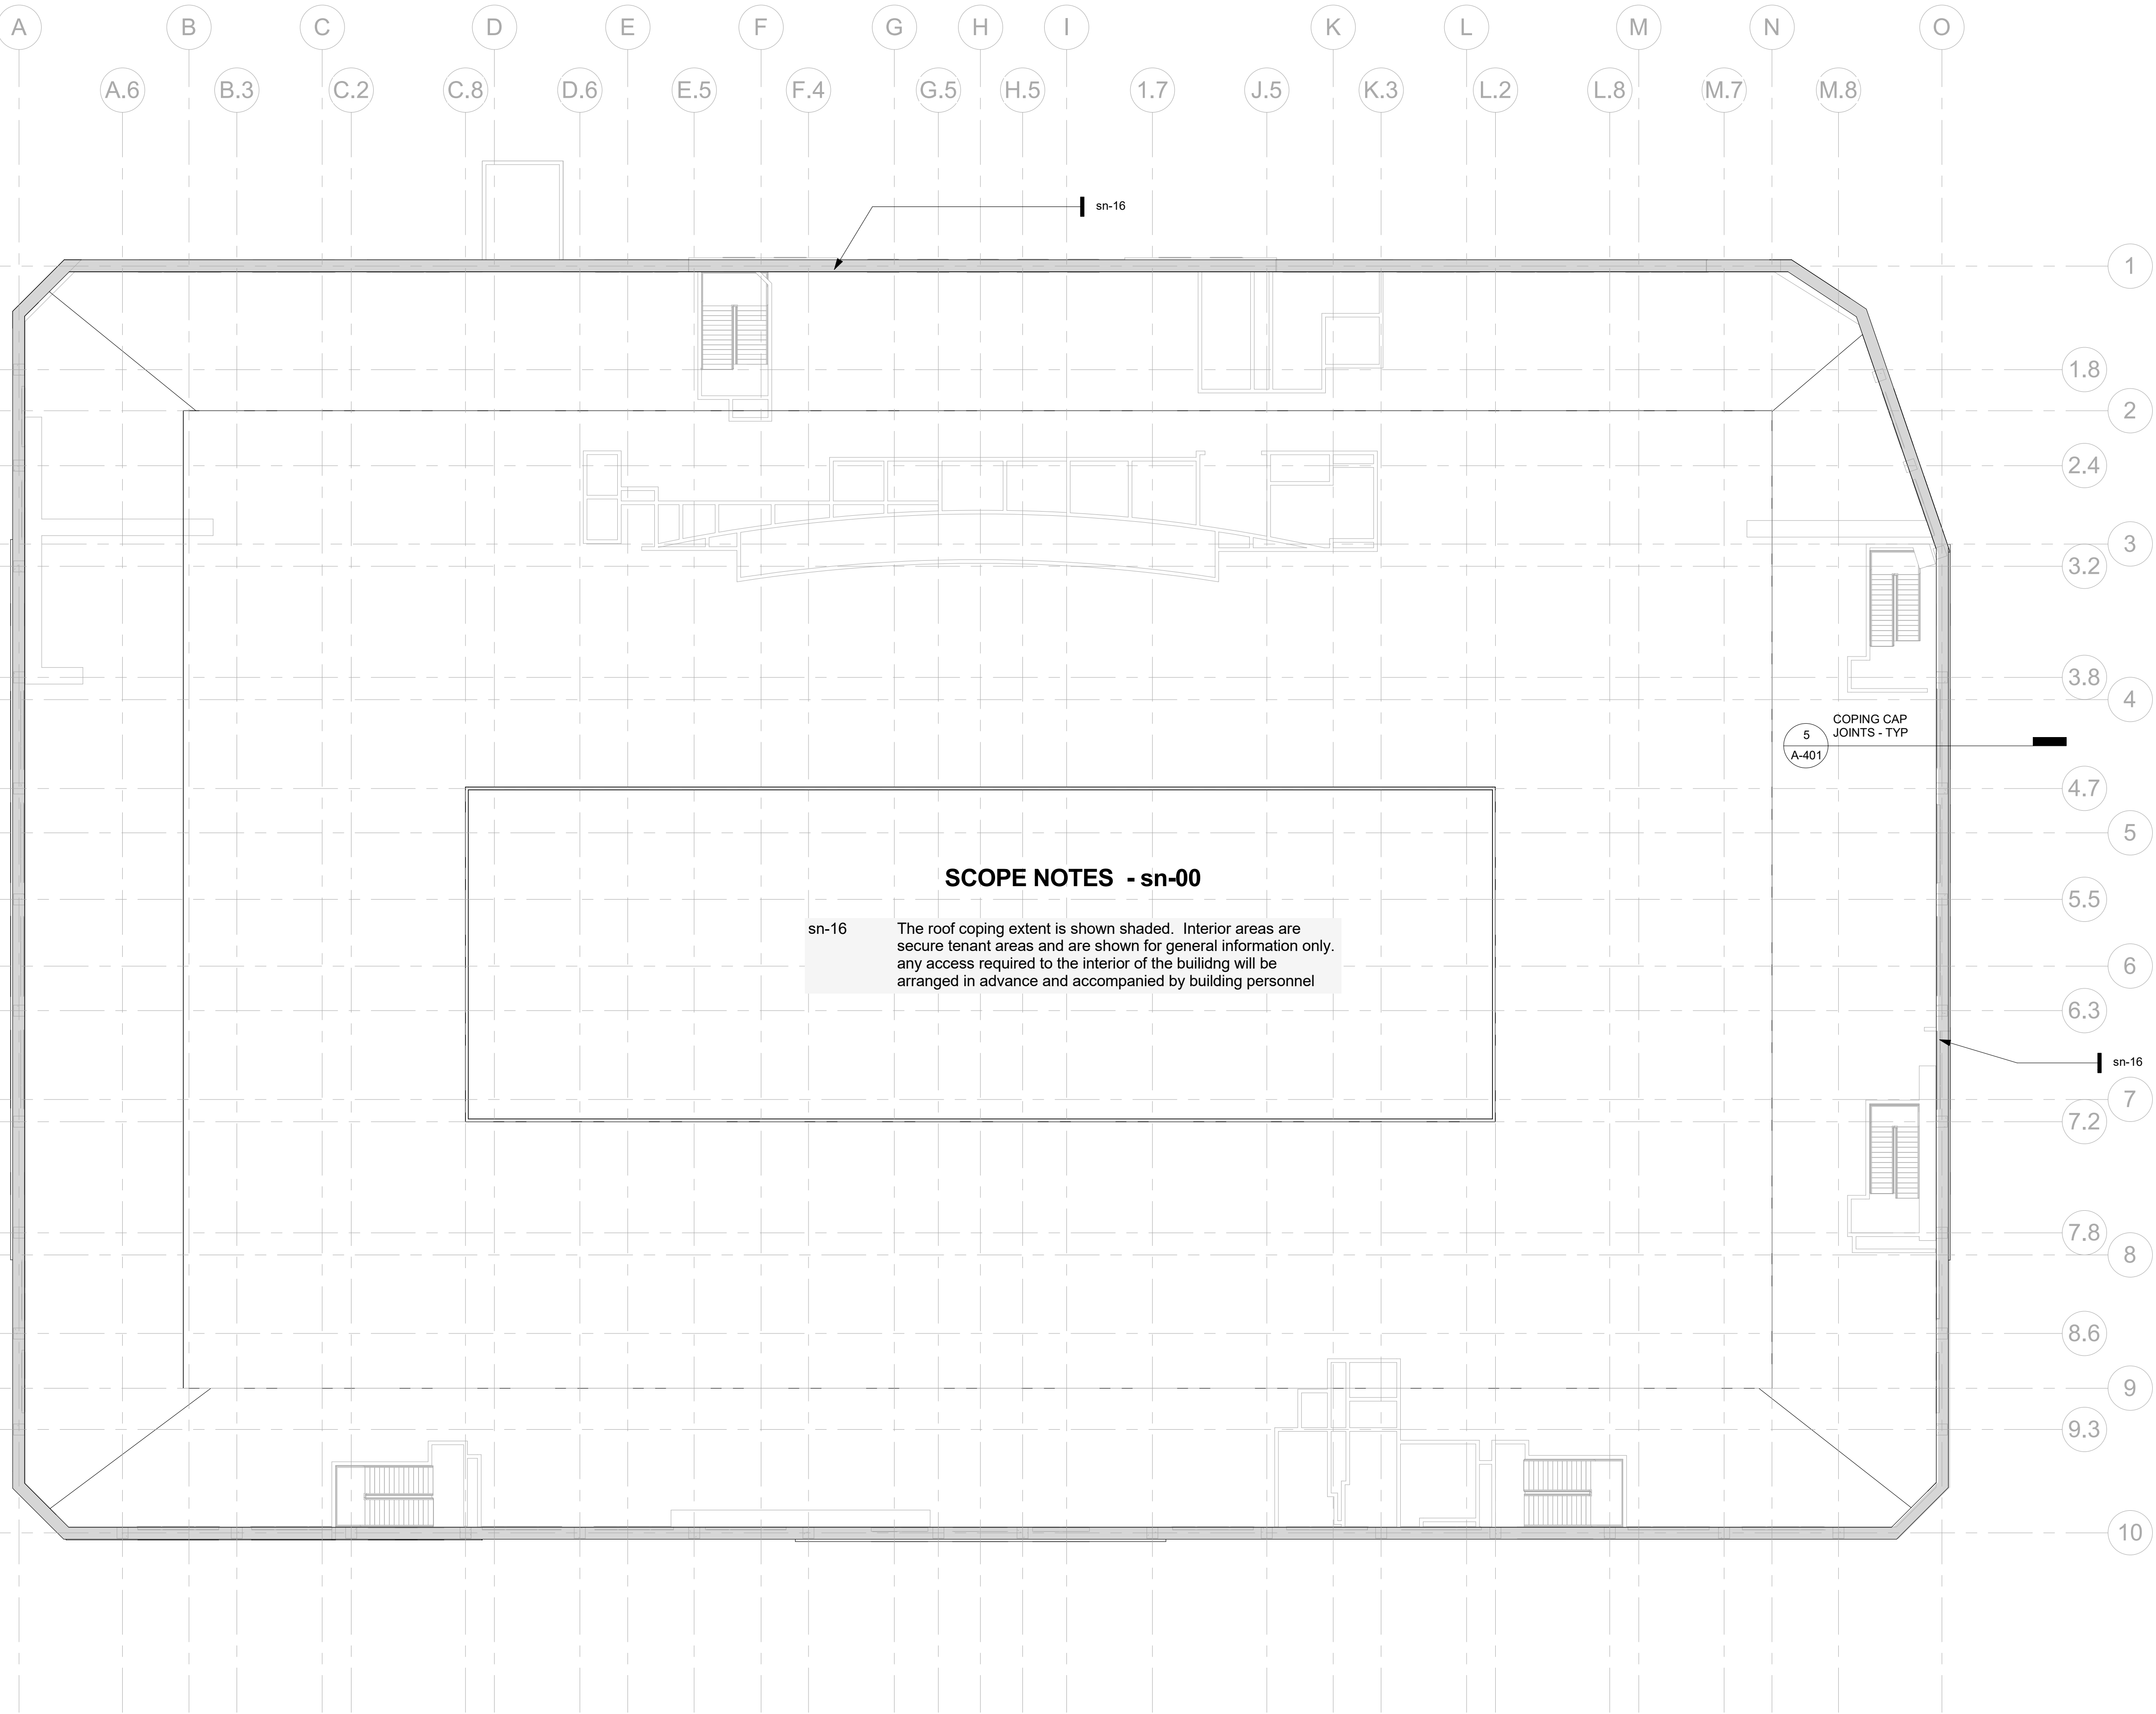 A B C D E F G H I K L M N O
A.6 B.3 C.2 C.8 D.6 E.5 F.4 G.5 H.5 1.7 J.5 K.3 L.2 L.8 M.7 M.8
sn-16
1
1.8
2
2.4
3
3.2
3.8
4
COPING CAP
JOINTS - TYP
5
A-401
4.7
5
SCOPE NOTES - sn-00
5.5
sn-16 The roof coping extent is shown shaded. Interior areas are
secure tenant areas and are shown for general information only.
any access required to the interior of the builidng will be
arranged in advance and accompanied by building personnel
6
6.3
sn-16
7
7.2
7.8
8
8.6
9
9.3
10